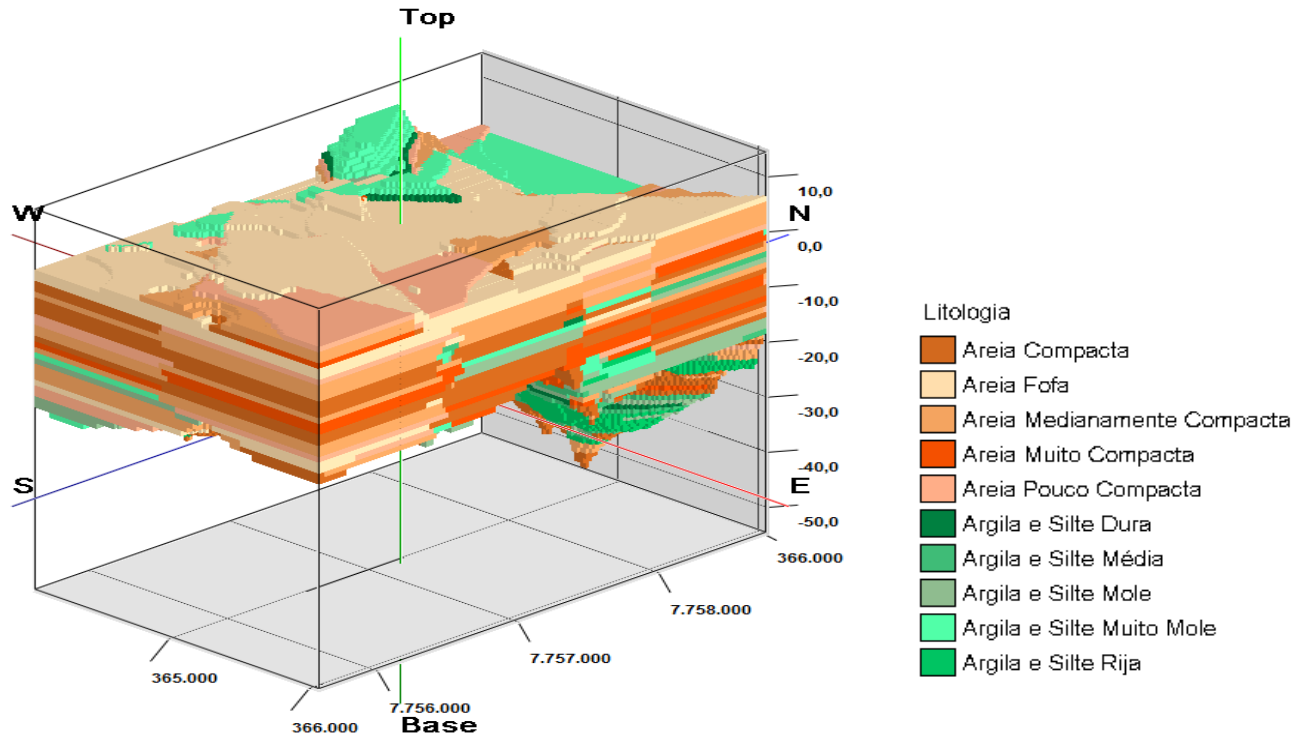 Top
W
N
S
E
Base
10,0
0,0
-10,0
-20,0
-30,0
-40,0
-50,0
366.000
7.758.000
7.757.000
7.756.000
366.000
365.000
Litologia
Areia Compacta
Areia Fofa
Areia Medianamente Compacta
Areia Muito Compacta
Areia Pouco Compacta
Argila e Silte Dura
Argila e Silte Média
Argila e Silte Mole
Argila e Silte Muito Mole
Argila e Silte Rija